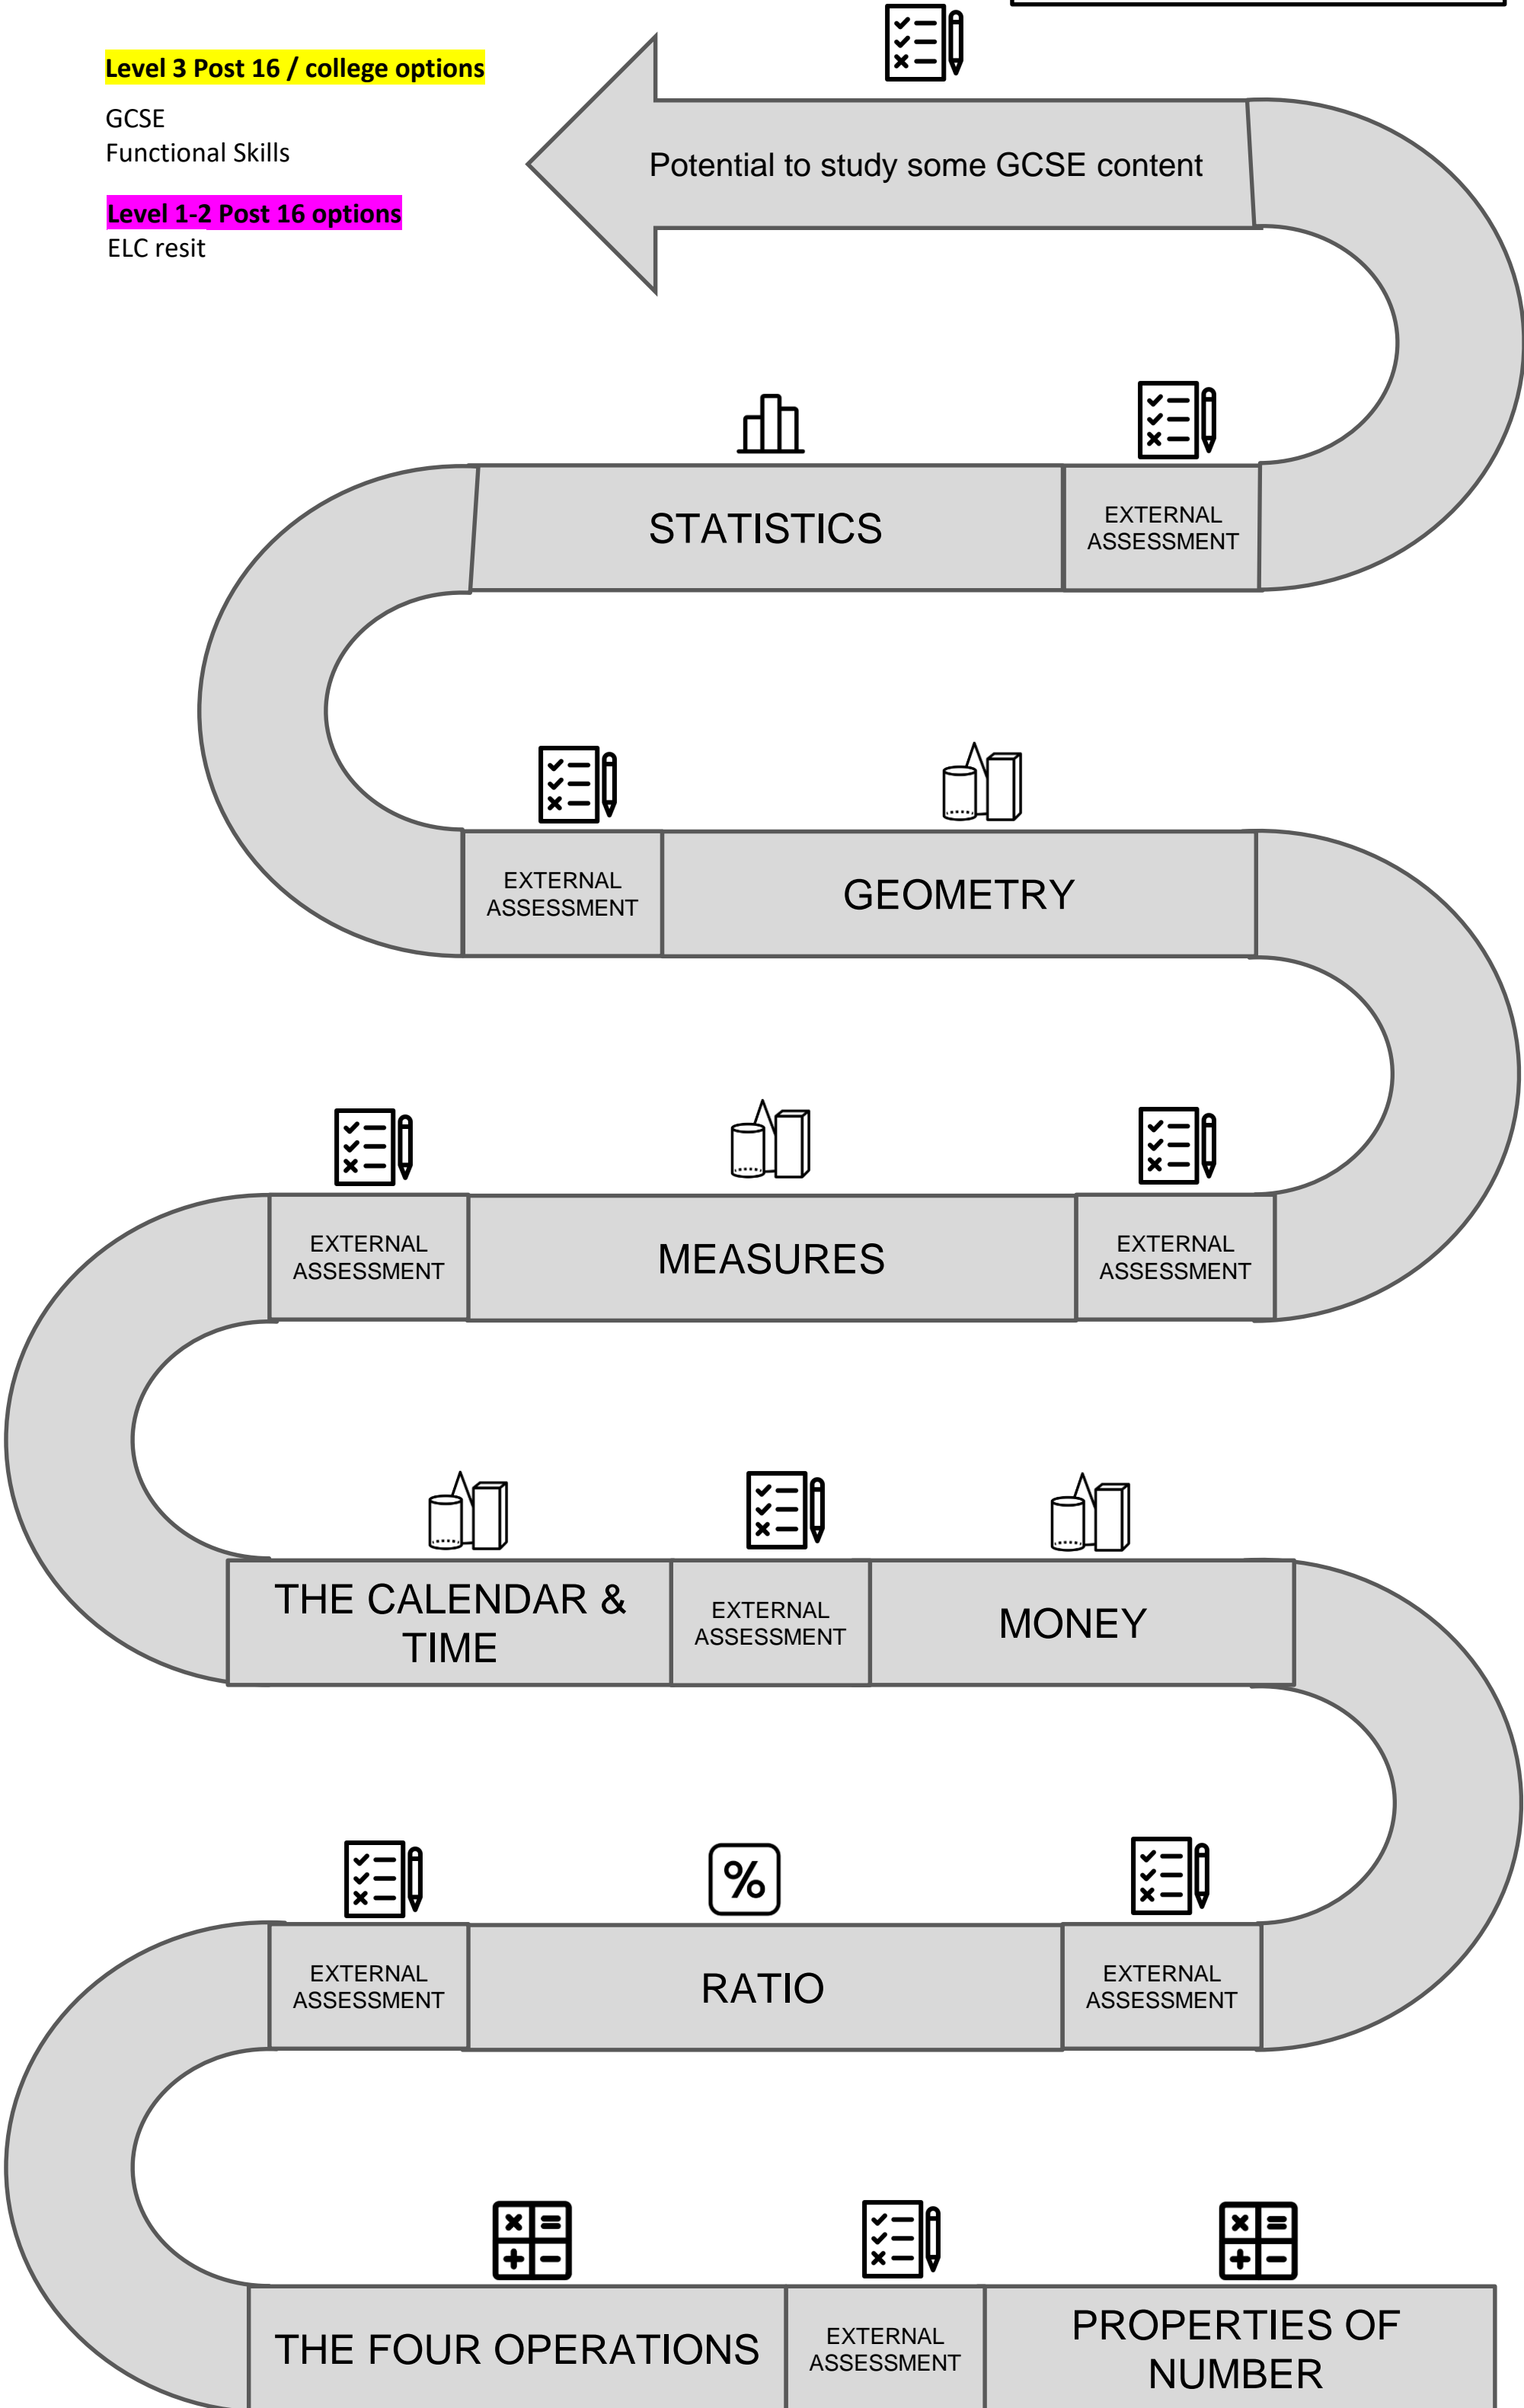 Level 3 Post 16 / college options
GCSE
Functional Skills
Level 1-2 Post 16 options
ELC resit
Potential to study some GCSE content
STATISTICS
EXTERNAL
ASSESSMENT
EXTERNAL
ASSESSMENT
GEOMETRY
EXTERNAL
ASSESSMENT
MEASURES
EXTERNAL
ASSESSMENT
THE CALENDAR &
TIME
EXTERNAL
ASSESSMENT
MONEY
EXTERNAL
ASSESSMENT
%
RATIO
EXTERNAL
ASSESSMENT
THE FOUR OPERATIONS
EXTERNAL
ASSESSMENT
PROPERTIES OF
NUMBER